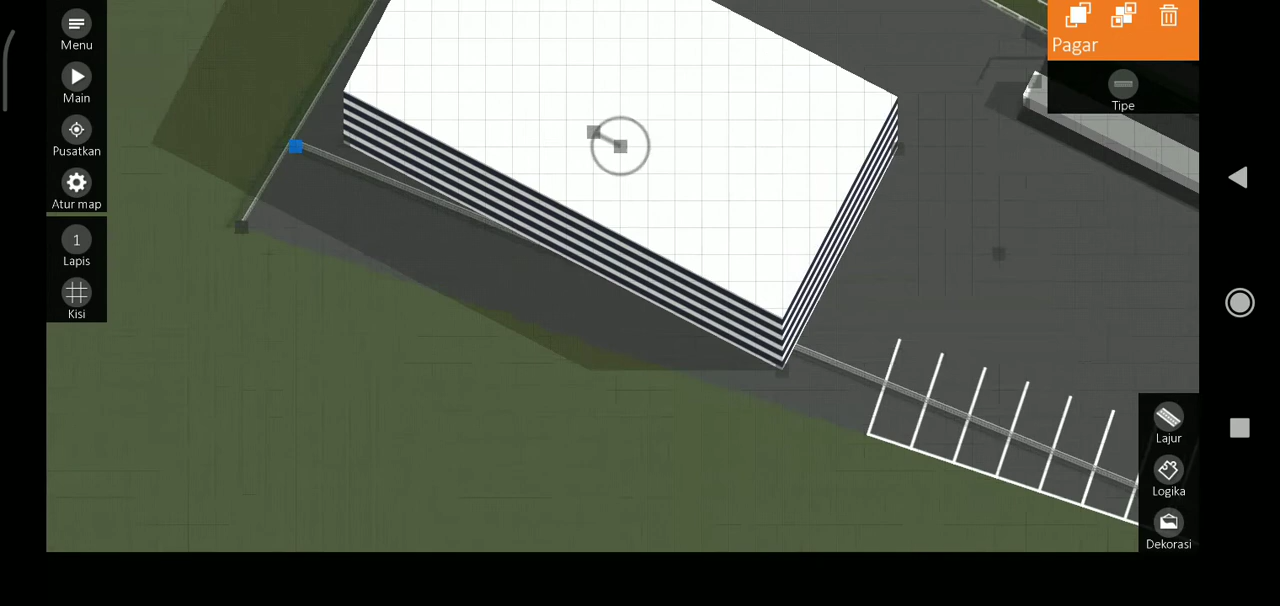 Menu
Main
Pusatkan
Atur map
1
Lapis
Kisi
Pagar
Tipe
Lajur
Logika
Dekorasi